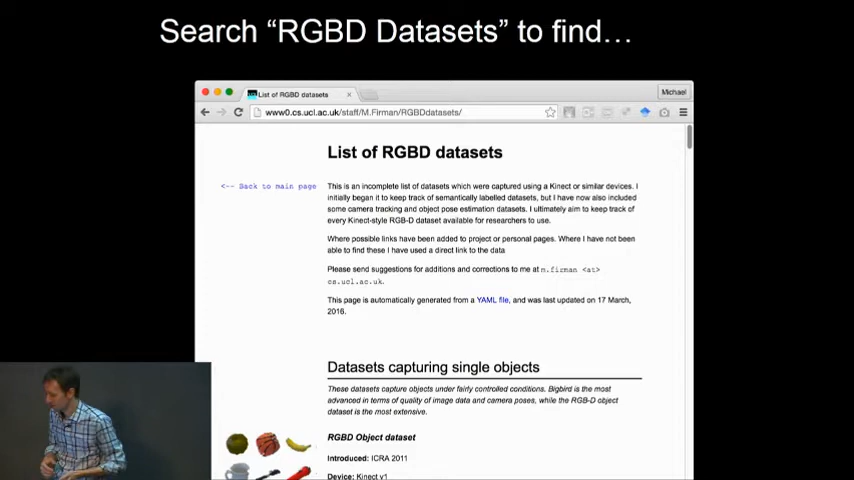 Search “RGBD Datasets” to find…
List of RGBD datasets
Michael
www0.cs.ucl.ac.uk/staff/M.Firman/RGBDdatasets/
List of RGBD datasets
<-- Back to main page
This is an incomplete list of datasets which were captured using a Kinect or similar devices. I
initially began it to keep track of semantically labelled datasets, but I have now also included
some camera tracking and object pose estimation datasets. I ultimately aim to keep track of
every Kinect-style RGB-D dataset available for researchers to use.
Where possible links have been added to project or personal pages. Where I have not been
able to find these I have used a direct link to the data
Please send suggestions for additions and corrections to me at m.firman <at>
cs.ucl.ac.uk.
This page is automatically generated from a YAML file, and was last updated on 17 March,
2016.
Datasets capturing single objects
These datasets capture objects under fairly controlled conditions. Bigbird is the most
advanced in terms of quality of image data and camera poses, while the RGB-D object
dataset is the most extensive.
RGBD Object dataset
Introduced: ICRA 2011
Device: Kinect v1